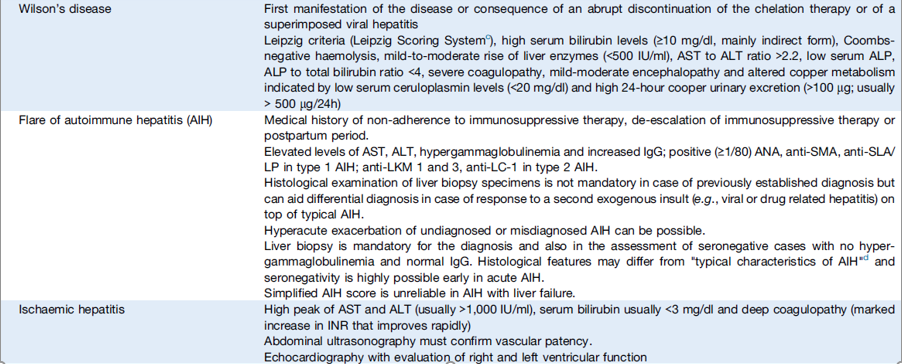 Wilson's disease
First manifestation of the disease or consequence of an abrupt discontinuation of the chelation therapy or of a
superimposed viral hepatitis
Leipzig criteria (Leipzig Scoring System^c), high serum bilirubin levels (≥10 mg/dl, mainly indirect form), Coombs-
negative haemolysis, mild-to-moderate rise of liver enzymes (<500 IU/ml), AST to ALT ratio >2.2, low serum ALP,
ALP to total bilirubin ratio <4, severe coagulopathy, mild-moderate encephalopathy and altered copper metabolism
indicated by low serum ceruloplasmin levels (<20 mg/dl) and high 24-hour cooper urinary excretion (>100 μg; usually
> 500 μg/24h)
Flare of autoimmune hepatitis (AIH)
Medical history of non-adherence to immunosuppressive therapy, de-escalation of immunosuppressive therapy or
postpartum period.
Elevated levels of AST, ALT, hypergammaglobulinemia and increased IgG; positive (≥1/80) ANA, anti-SMA, anti-SLA/
LP in type 1 AIH; anti-LKM 1 and 3, anti-LC-1 in type 2 AIH.
Histological examination of liver biopsy specimens is not mandatory in case of previously established diagnosis but
can aid differential diagnosis in case of response to a second exogenous insult (e.g., viral or drug related hepatitis) on
top of typical AIH.
Hyperacute exacerbation of undiagnosed or misdiagnosed AIH can be possible.
Liver biopsy is mandatory for the diagnosis and also in the assessment of seronegative cases with no hyper-
gammaglobulinemia and normal IgG. Histological features may differ from "typical characteristics of AIH"^d and
seronegativity is highly possible early in acute AIH.
Simplified AIH score is unreliable in AIH with liver failure.
Ischaemic hepatitis
High peak of AST and ALT (usually >1,000 IU/ml), serum bilirubin usually <3 mg/dl and deep coagulopathy (marked
increase in INR that improves rapidly)
Abdominal ultrasonography must confirm vascular patency.
Echocardiography with evaluation of right and left ventricular function